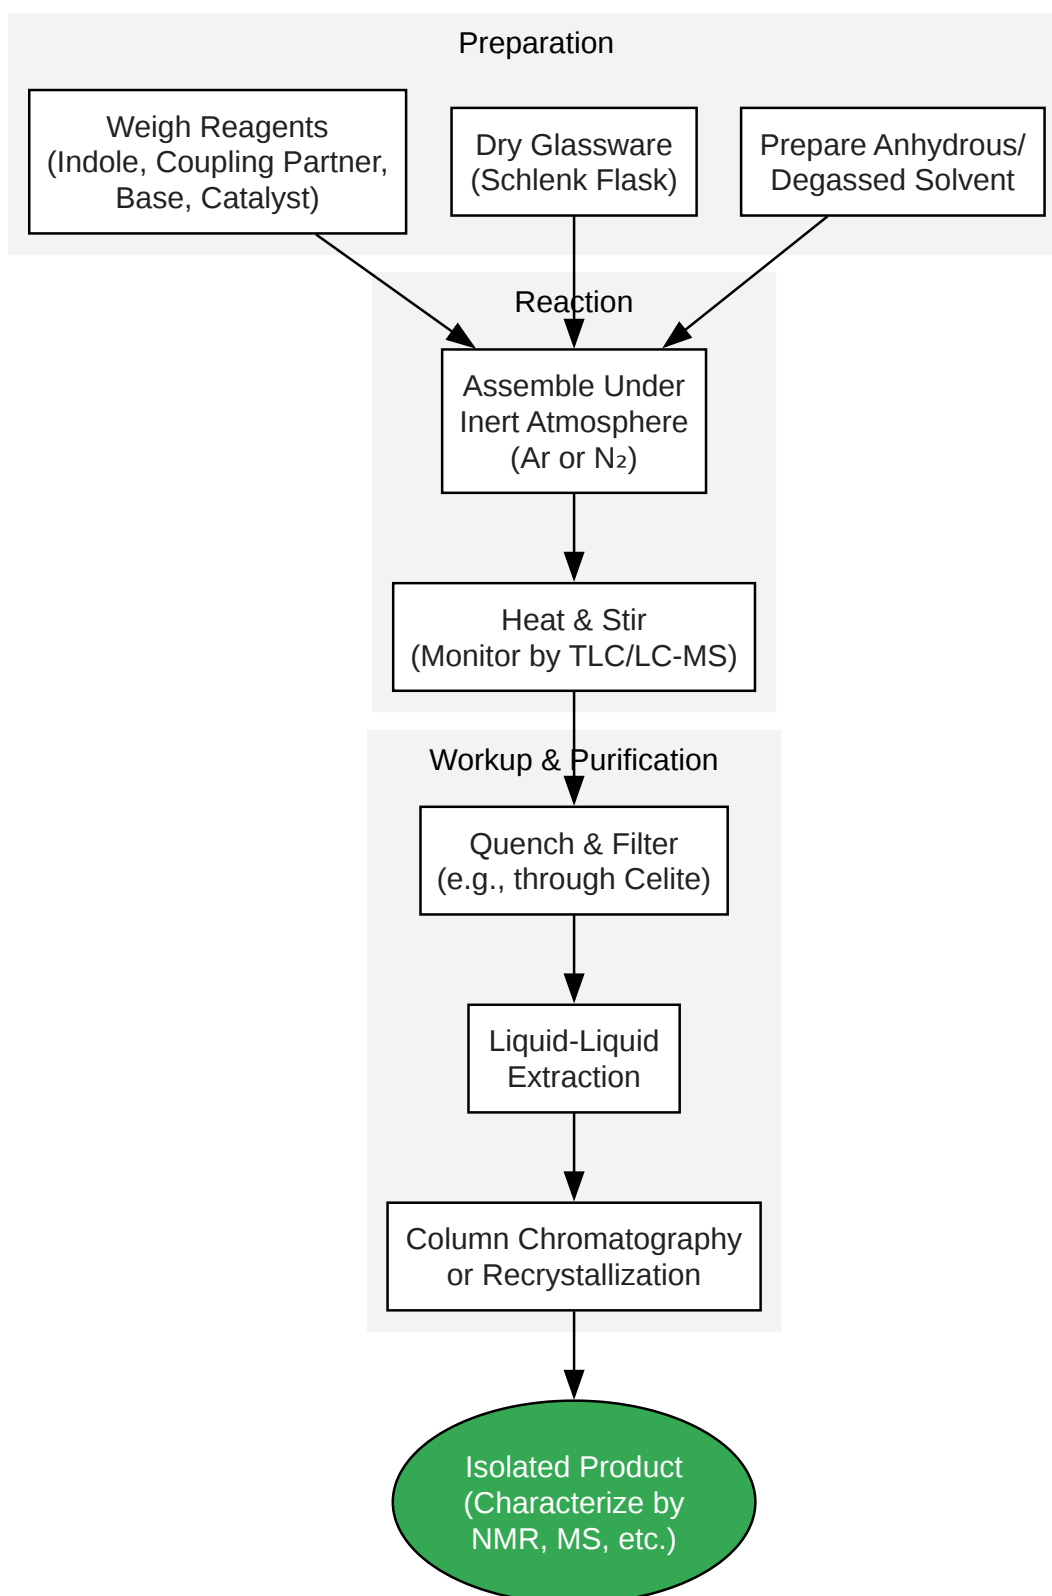 Preparation
Weigh Reagents
(Indole, Coupling Partner,
Base, Catalyst)
Dry Glassware
(Schlenk Flask)
Prepare Anhydrous/
Degassed Solvent
Reaction
Assemble Under
Inert Atmosphere
(Ar or N₂)
Heat & Stir
(Monitor by TLC/LC-MS)
Workup & Purification
Quench & Filter
(e.g., through Celite)
Liquid-Liquid
Extraction
Column Chromatography
or Recrystallization
Isolated Product
(Characterize by
NMR, MS, etc.)